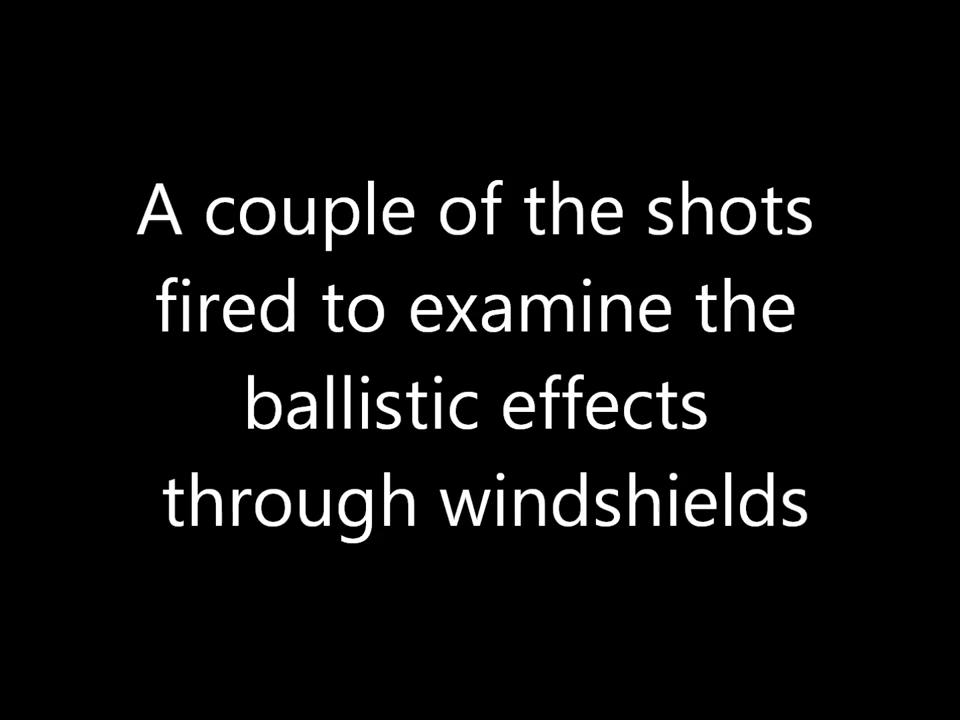 A couple of the shots
fired to examine the
ballistic effects
through windshields